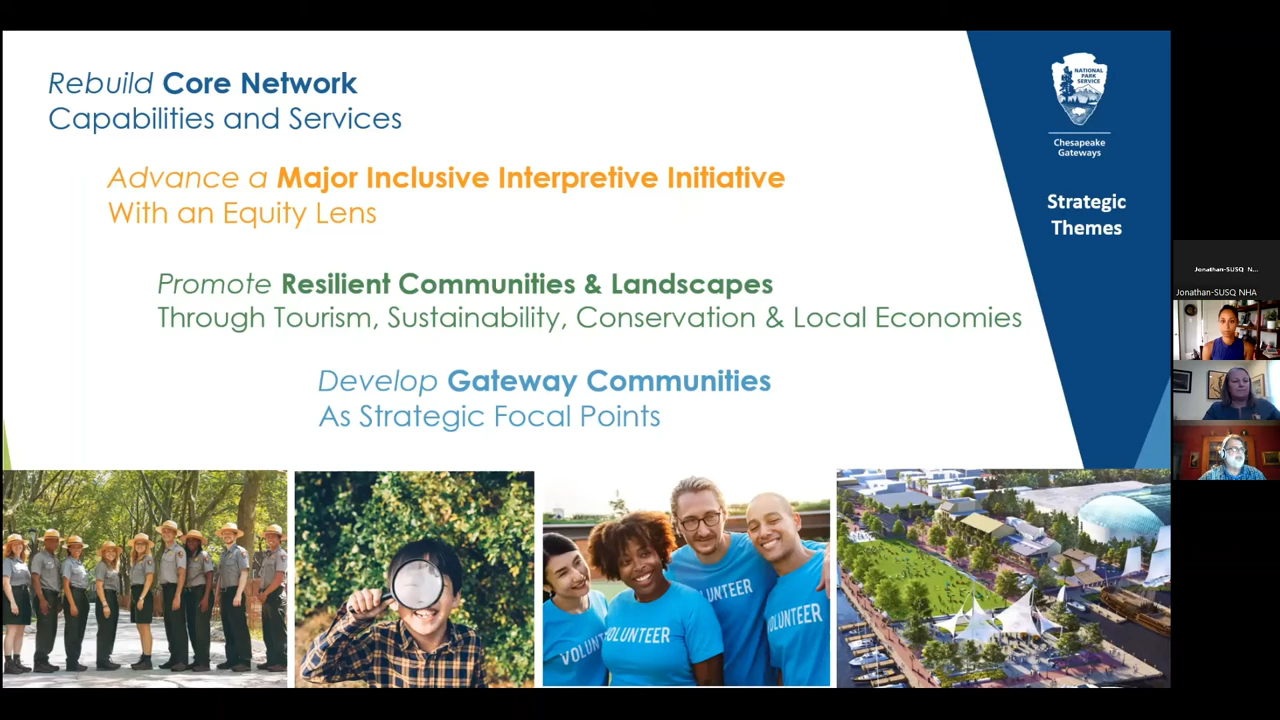 Rebuild Core Network
Capabilities and Services
Advance a Major Inclusive Interpretive Initiative
With an Equity Lens
Promote Resilient Communities & Landscapes
Through Tourism, Sustainability, Conservation & Local Economies
Develop Gateway Communities
As Strategic Focal Points
NATIONAL
PARK
SERVICE
Chesapeake
Gateways
Strategic
Themes
Jonathan-SUSQ N...
Jonathan-SUSQ NHA
VOLUNTEER
VOLUNTEER
VOLUNTEER